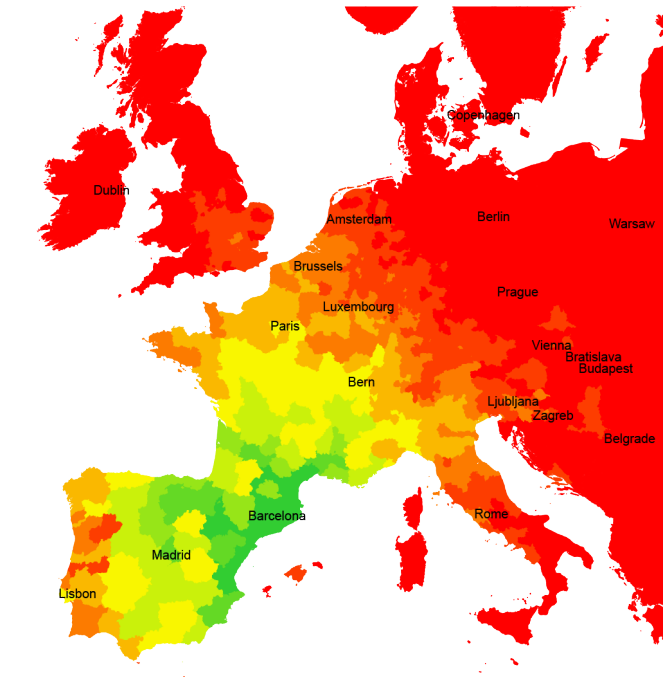 Copenhagen
Dublin
Amsterdam
Berlin
Warsaw
Brussels
Prague
Luxembourg
Paris
Vienna
Bratislava
Budapest
Bern
Ljubljana
Zagreb
Belgrade
Barcelona
Rome
Madrid
Lisbon